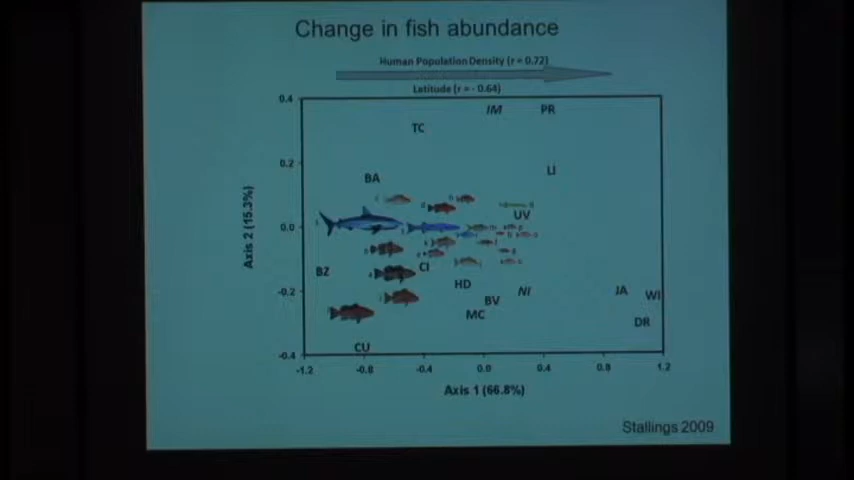 Change in fish abundance
Human Population Density (r = 0.72)
Latitude (r = - 0.64)
0.4
IM PR
TC
0.2
LI
BA
UV
0.0
Axis 2 (15.3%)
CI
BZ
HD
NI
JA
WI
-0.2
BV
MC
DR
CU
-0.4
-1.2 -0.8 -0.4 0.0 0.4 0.8 1.2
Axis 1 (66.8%)
Stallings 2009